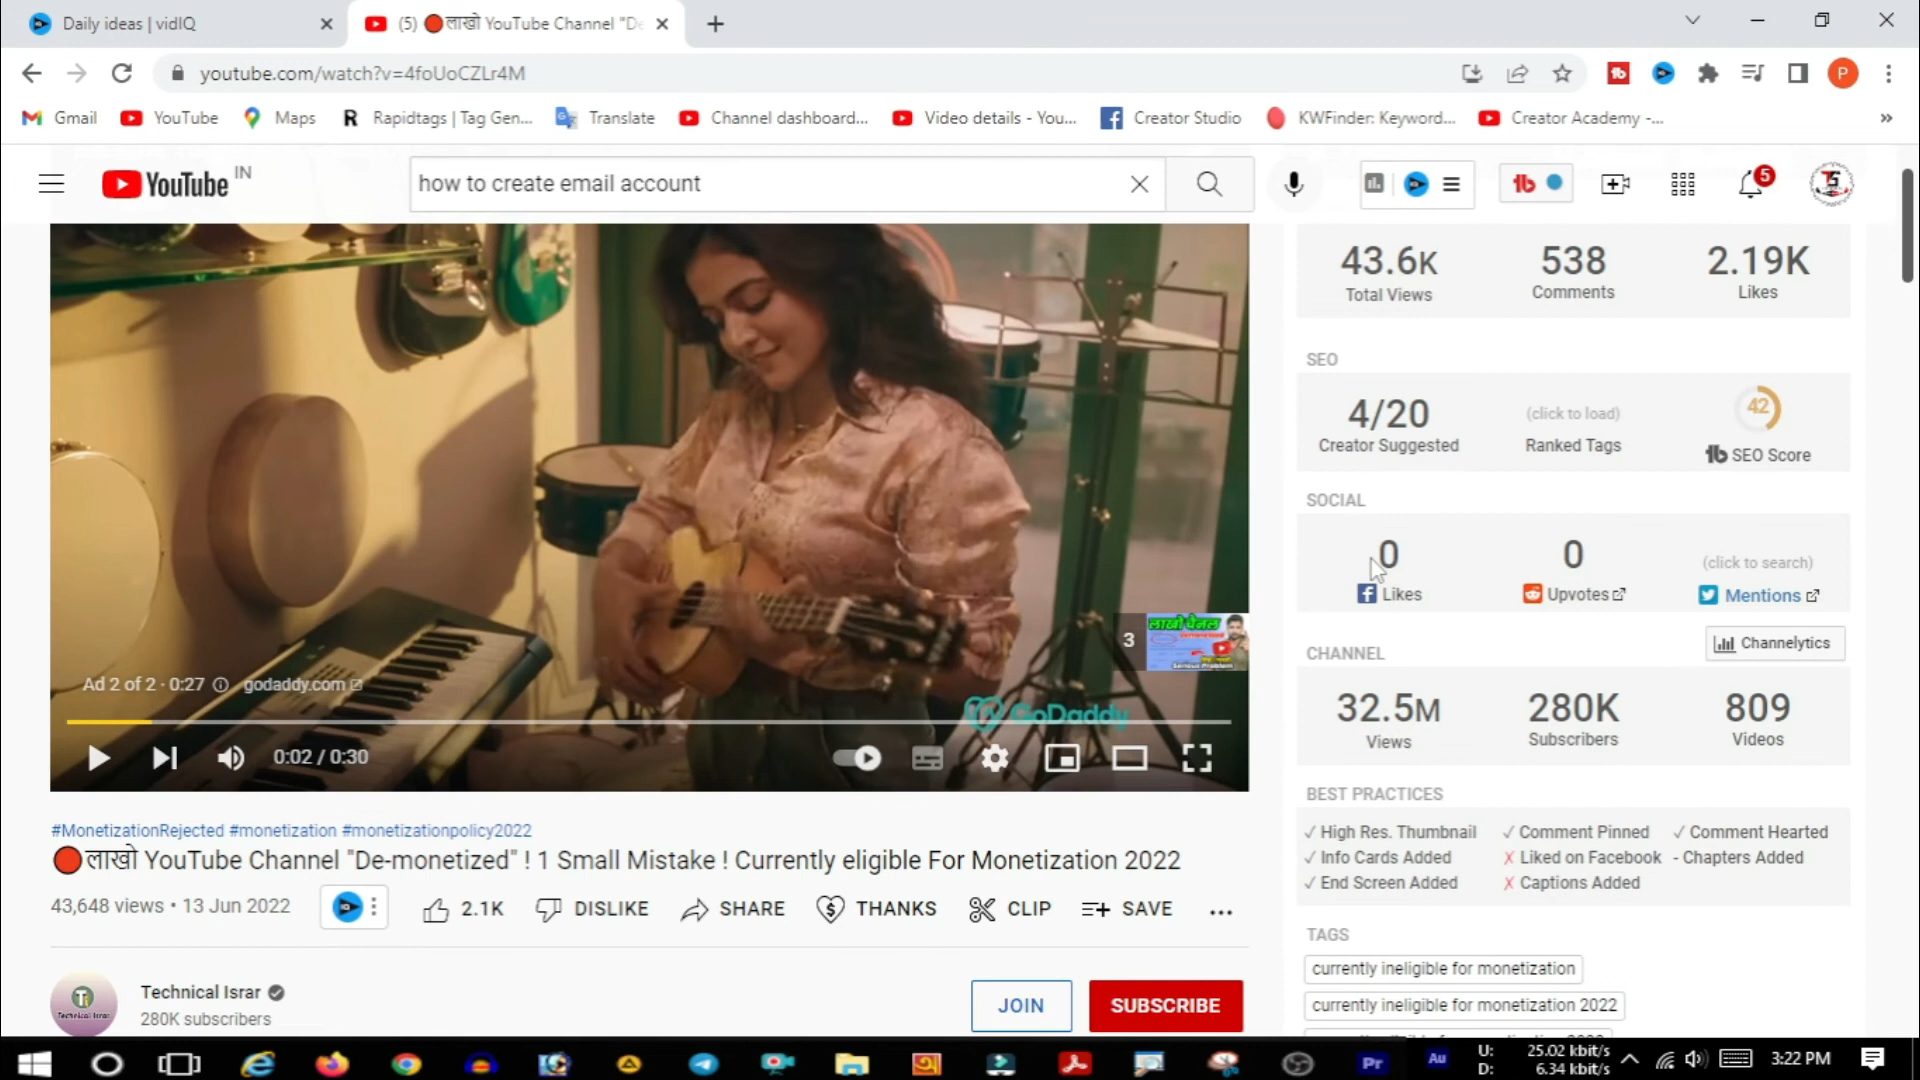 Daily ideas | vidIQ
(5) 🔴लाखो YouTube Channel "De
youtube.com/watch?v=4foUoCZLr4M
P
Gmail YouTube Maps Rapidtags | Tag Gen... Translate Channel dashboard... Video details - You... Creator Studio KWFinder: Keyword... Creator Academy -... »
YouTube IN
how to create email account
5
43.6K 538 2.19K
Total Views Comments Likes
SEO
4/20 (click to load) 42
Creator Suggested Ranked Tags SEO Score
SOCIAL
0 0 (click to search)
Likes Upvotes Mentions
CHANNEL Channelytics
32.5M 280K 809
Views Subscribers Videos
BEST PRACTICES
✓ High Res. Thumbnail ✓ Comment Pinned ✓ Comment Hearted
✓ Info Cards Added X Liked on Facebook - Chapters Added
✓ End Screen Added X Captions Added
TAGS
currently ineligible for monetization
currently ineligible for monetization 2022
3
लाखो चैनल
Serious Problem
Ad 2 of 2 · 0:27 godaddy.com
GoDaddy
0:02 / 0:30
#MonetizationRejected #monetization #monetizationpolicy2022
🔴लाखो YouTube Channel "De-monetized" ! 1 Small Mistake ! Currently eligible For Monetization 2022
43,648 views • 13 Jun 2022 2.1K DISLIKE SHARE THANKS CLIP SAVE ...
Technical Israr
280K subscribers
Technical Israr
JOIN SUBSCRIBE
Pr Au
U: 25.02 kbit/s
D: 6.34 kbit/s
3:22 PM